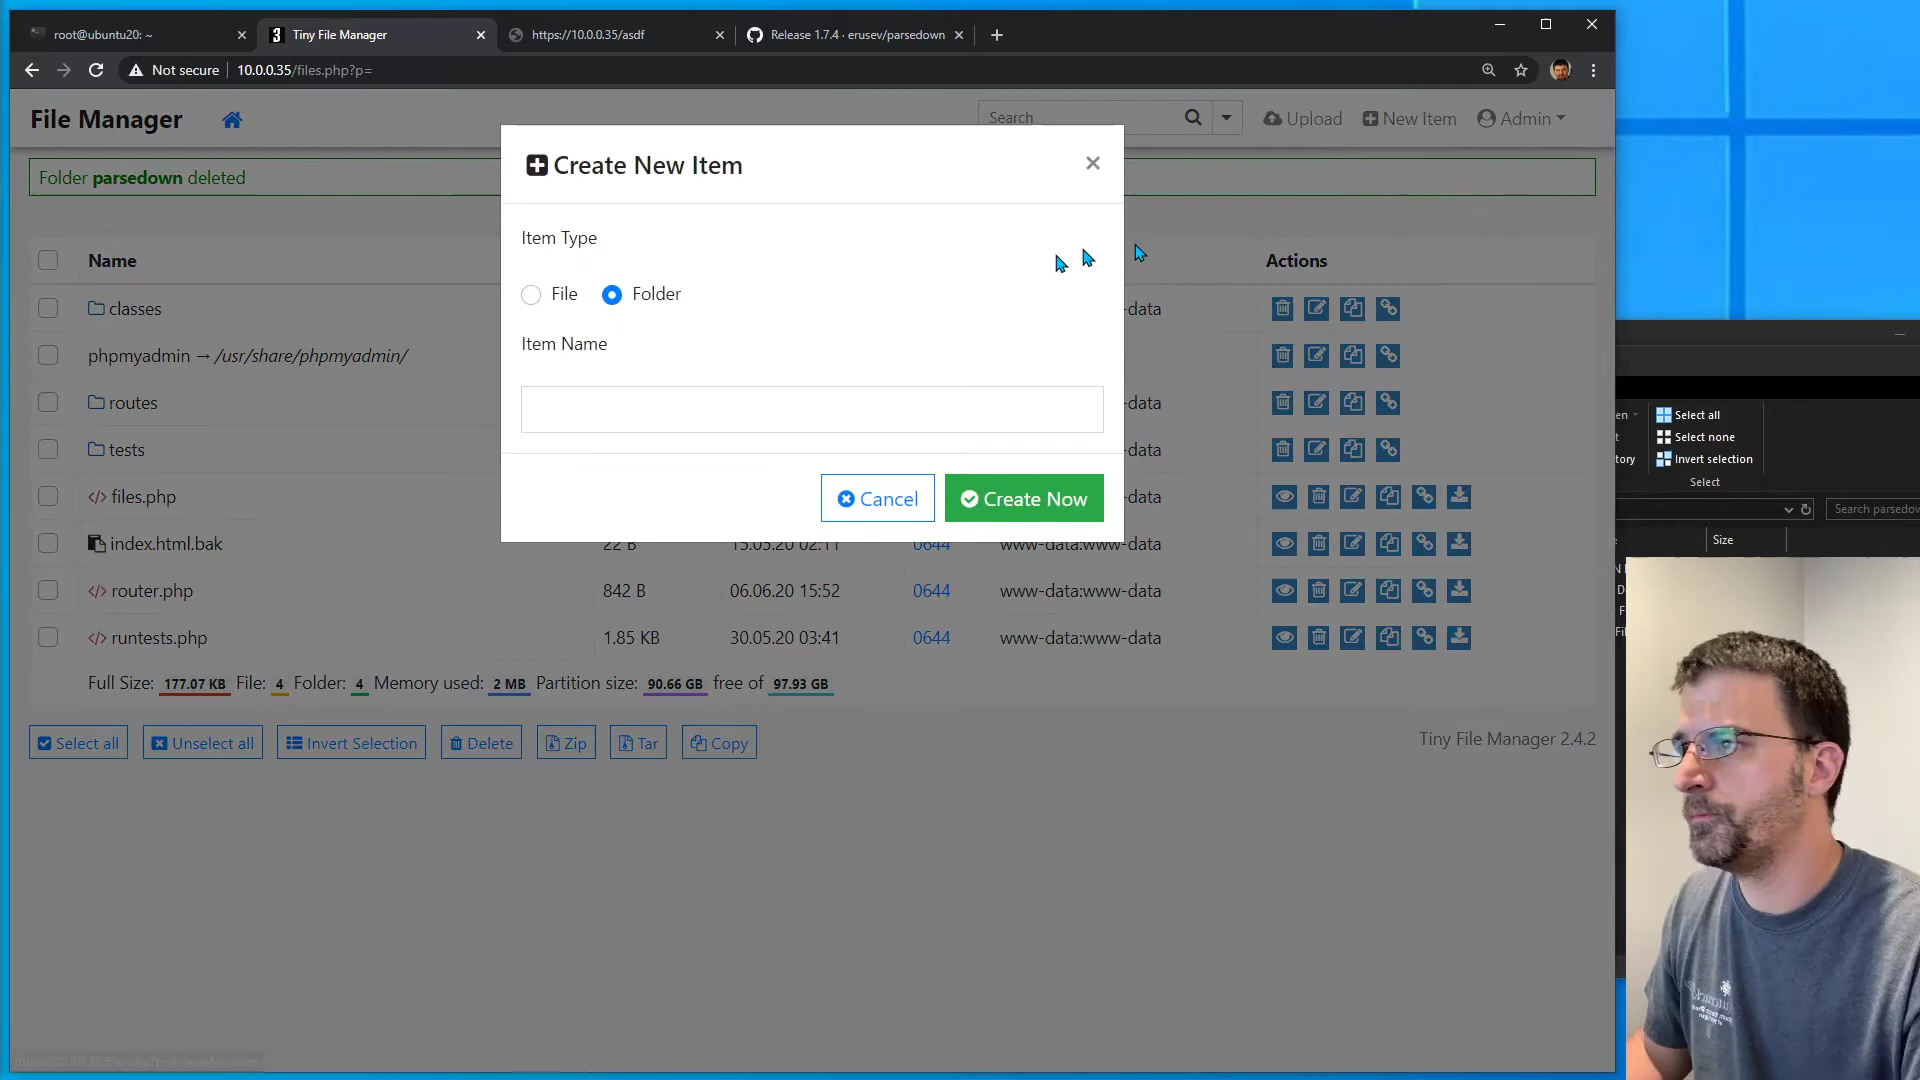 root@ubuntu20: ~
Tiny File Manager
https://10.0.0.35/asdf
Release 1.7.4 · erusev/parsedown
Not secure
10.0.0.35/files.php?p=
File Manager
Search
Upload
New Item
Admin
Folder parsedown deleted
Create New Item
Item Type
File
Folder
Item Name
Cancel
Create Now
Name
Actions
classes
-data
phpmyadmin → /usr/share/phpmyadmin/
routes
-data
tests
-data
files.php
-data
index.html.bak
22 B
15.05.20 02:11
0644
www-data:www-data
router.php
842 B
06.06.20 15:52
0644
www-data:www-data
runtests.php
1.85 KB
30.05.20 03:41
0644
www-data:www-data
Full Size: 177.07 KB File: 4 Folder: 4 Memory used: 2 MB Partition size: 90.66 GB free of 97.93 GB
Select all
Unselect all
Invert Selection
Delete
Zip
Tar
Copy
Tiny File Manager 2.4.2
en
Select all
t
Select none
tory
Invert selection
Select
Search parsedow
Size